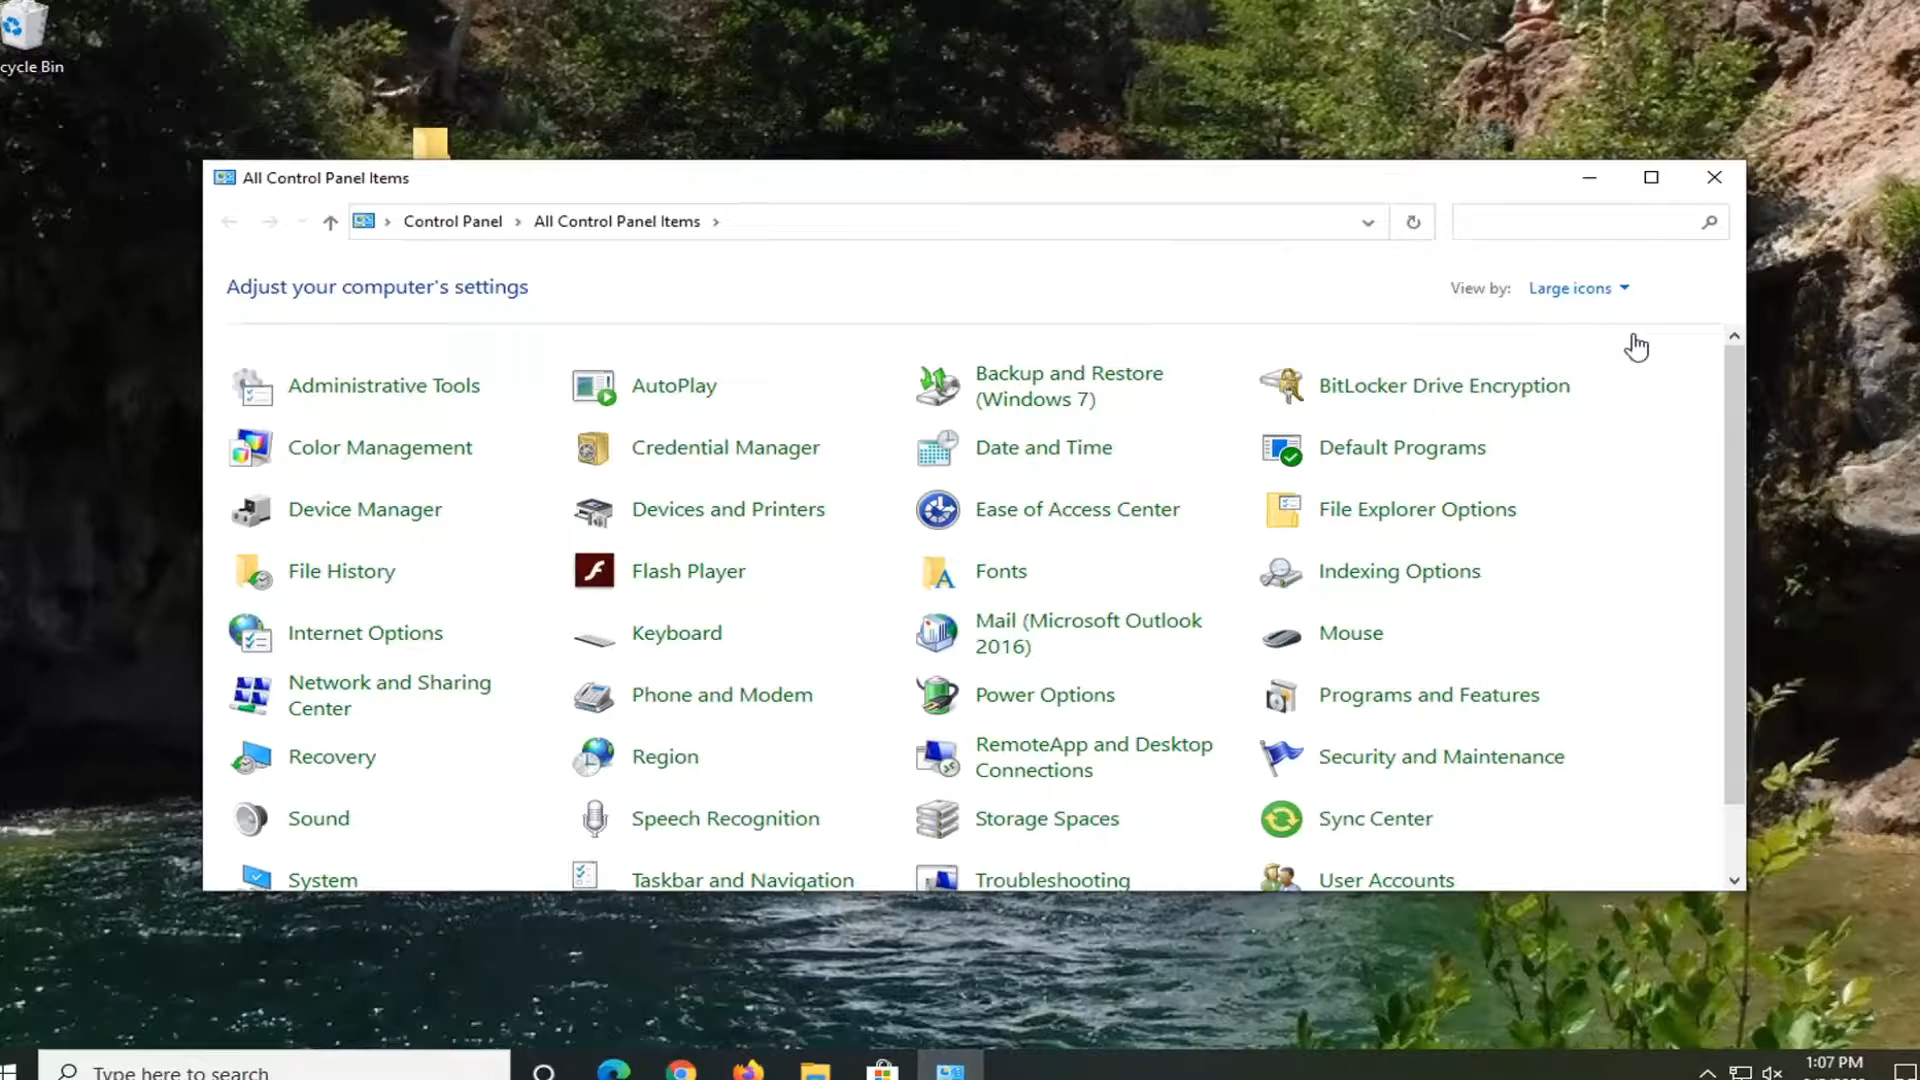 cycle Bin
All Control Panel Items
Control Panel
All Control Panel Items
Adjust your computer's settings
View by: Large icons
Administrative Tools
AutoPlay
Backup and Restore
(Windows 7)
BitLocker Drive Encryption
Color Management
Credential Manager
Date and Time
Default Programs
Device Manager
Devices and Printers
Ease of Access Center
File Explorer Options
File History
Flash Player
Fonts
Indexing Options
Internet Options
Keyboard
Mail (Microsoft Outlook
2016)
Mouse
Network and Sharing
Center
Phone and Modem
Power Options
Programs and Features
Recovery
Region
RemoteApp and Desktop
Connections
Security and Maintenance
Sound
Speech Recognition
Storage Spaces
Sync Center
System
Taskbar and Navigation
Troubleshooting
User Accounts
Type here to search
1:07 PM